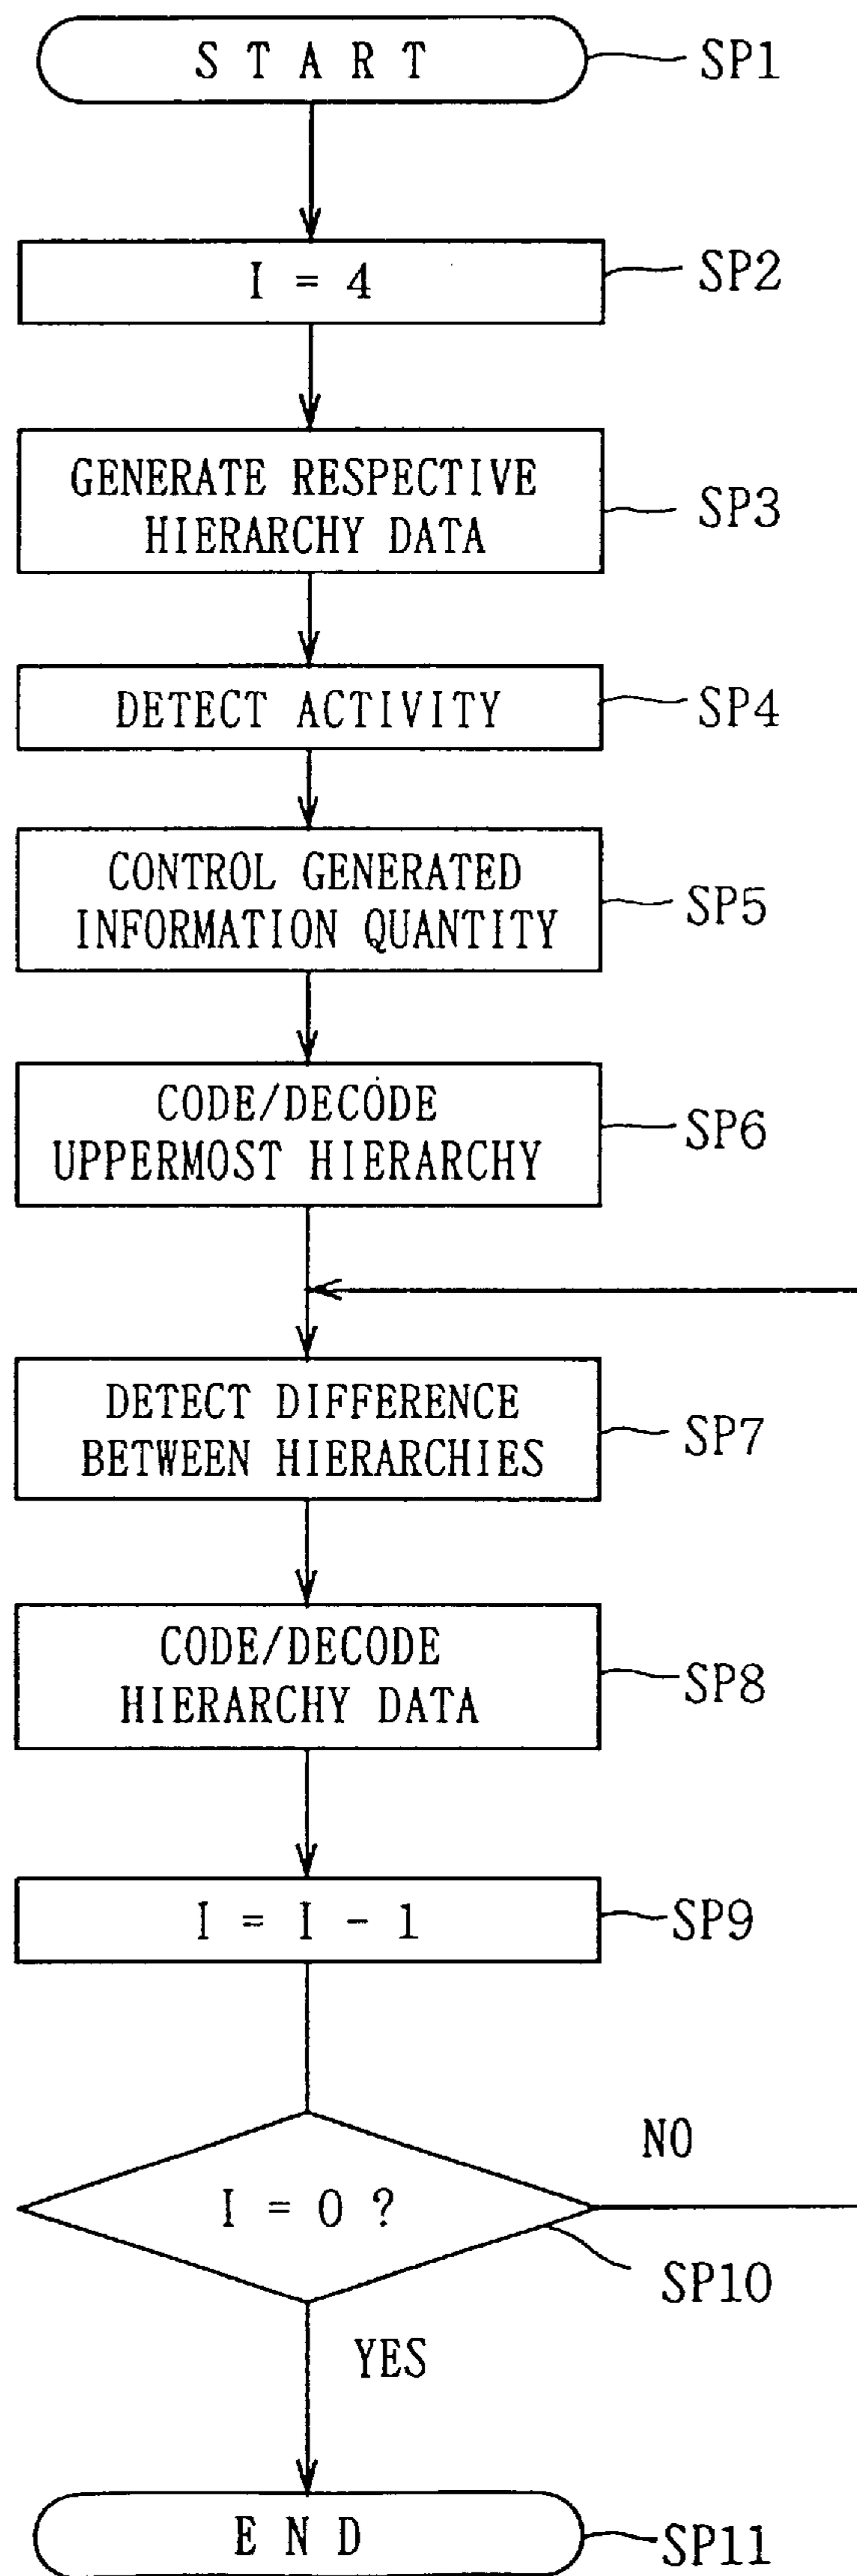 START
SP1
I = 4
SP2
GENERATE RESPECTIVE
HIERARCHY DATA
SP3
DETECT ACTIVITY
SP4
CONTROL GENERATED
INFORMATION QUANTITY
SP5
CODE/DECODE
UPPERMOST HIERARCHY
SP6
DETECT DIFFERENCE
BETWEEN HIERARCHIES
SP7
CODE/DECODE
HIERARCHY DATA
SP8
I = I - 1
SP9
NO
I = 0 ?
SP10
YES
END
SP11